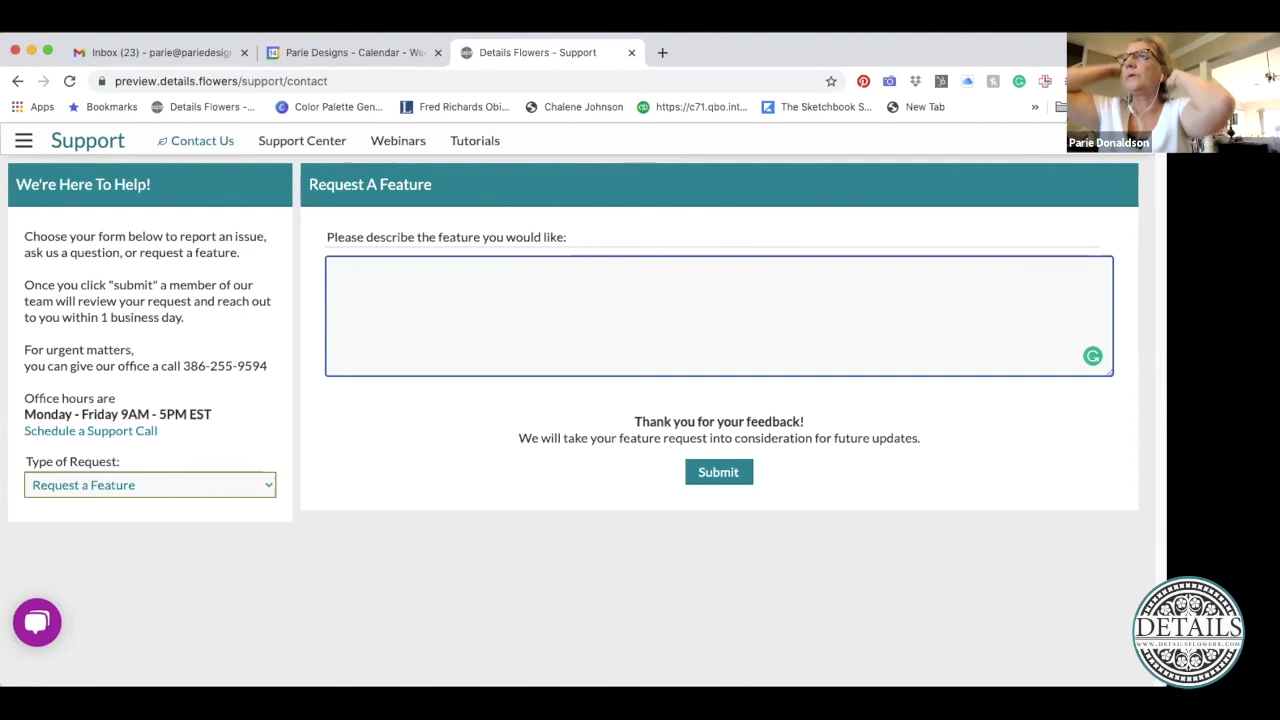 Inbox (23) - parie@pariedesig
Parie Designs - Calendar - We
Details Flowers - Support
preview.details.flowers/support/contact
Apps
Bookmarks
Details Flowers -...
Color Palette Gen...
Fred Richards Obi...
Chalene Johnson
https://c71.qbo.int...
The Sketchbook S...
New Tab
Parie Donaldson
Support
Contact Us
Support Center
Webinars
Tutorials
We're Here To Help!
Choose your form below to report an issue,
ask us a question, or request a feature.
Once you click "submit" a member of our
team will review your request and reach out
to you within 1 business day.
For urgent matters,
you can give our office a call 386-255-9594
Office hours are
Monday - Friday 9AM - 5PM EST
Schedule a Support Call
Type of Request:
Request a Feature
Request A Feature
Please describe the feature you would like:
Thank you for your feedback!
We will take your feature request into consideration for future updates.
Submit
DETAILS
WWW.DETAILSFLOWERS.COM